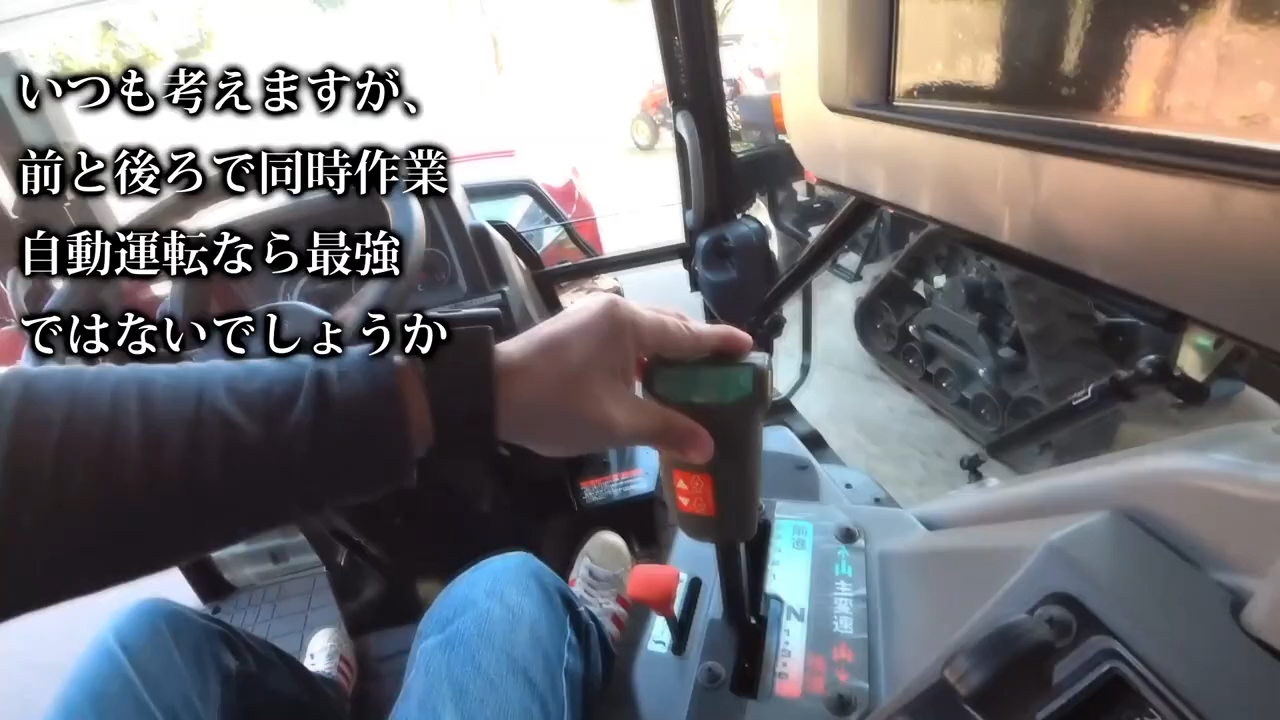 いつも考えますが、
前と後ろで同時作業
自動運転なら最強
ではないでしょうか
前進
N
主変速